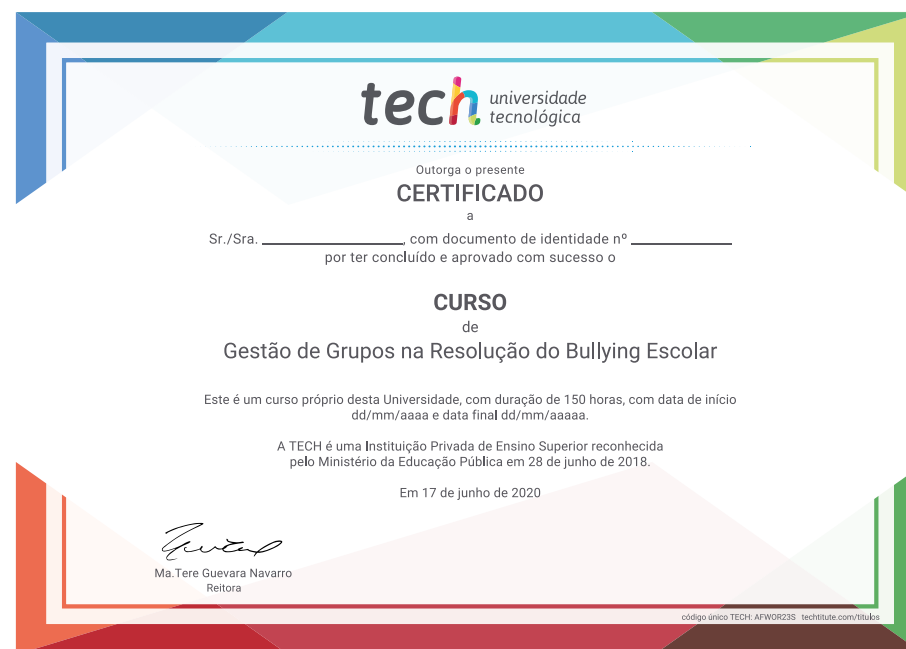 tech universidade
tecnológica
Outorga o presente
CERTIFICADO
a
Sr./Sra. ________________, com documento de identidade nº ____________
por ter concluído e aprovado com sucesso o
CURSO
de
Gestão de Grupos na Resolução do Bullying Escolar
Este é um curso próprio desta Universidade, com duração de 150 horas, com data de início
dd/mm/aaaa e data final dd/mm/aaaaa.
A TECH é uma Instituição Privada de Ensino Superior reconhecida
pelo Ministério da Educação Pública em 28 de junho de 2018.
Em 17 de junho de 2020
Ma.Tere Guevara Navarro
Reitora
código único TECH: AFWOR23S techtitute.com/titulos